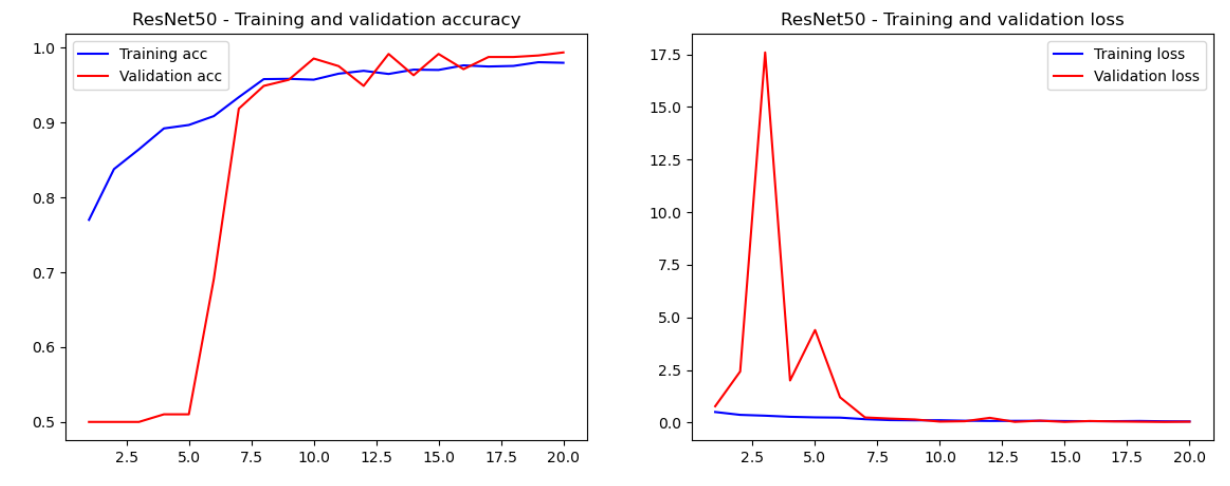 ResNet50 - Training and validation accuracy
1.0
0.9
0.8
0.7
0.6
0.5
Training acc
Validation acc
2.5 5.0 7.5 10.0 12.5 15.0 17.5 20.0
ResNet50 - Training and validation loss
17.5
15.0
12.5
10.0
7.5
5.0
2.5
0.0
Training loss
Validation loss
2.5 5.0 7.5 10.0 12.5 15.0 17.5 20.0